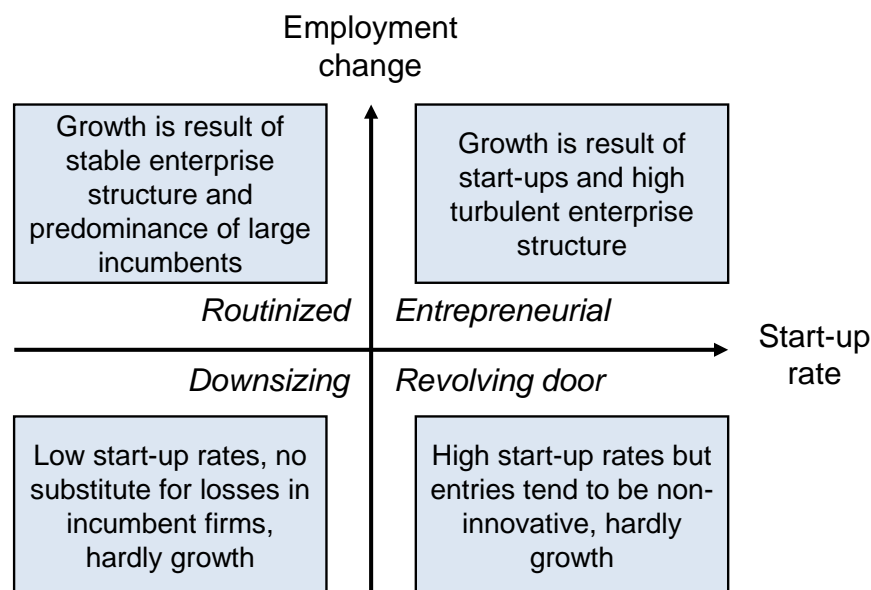 Employment
change
Growth is result of
stable enterprise
structure and
predominance of large
incumbents
Growth is result of
start-ups and high
turbulent enterprise
structure
Routinized
Entrepreneurial
Start-up
rate
Downsizing
Revolving door
Low start-up rates, no
substitute for losses in
incumbent firms,
hardly growth
High start-up rates but
entries tend to be non-
innovative, hardly
growth